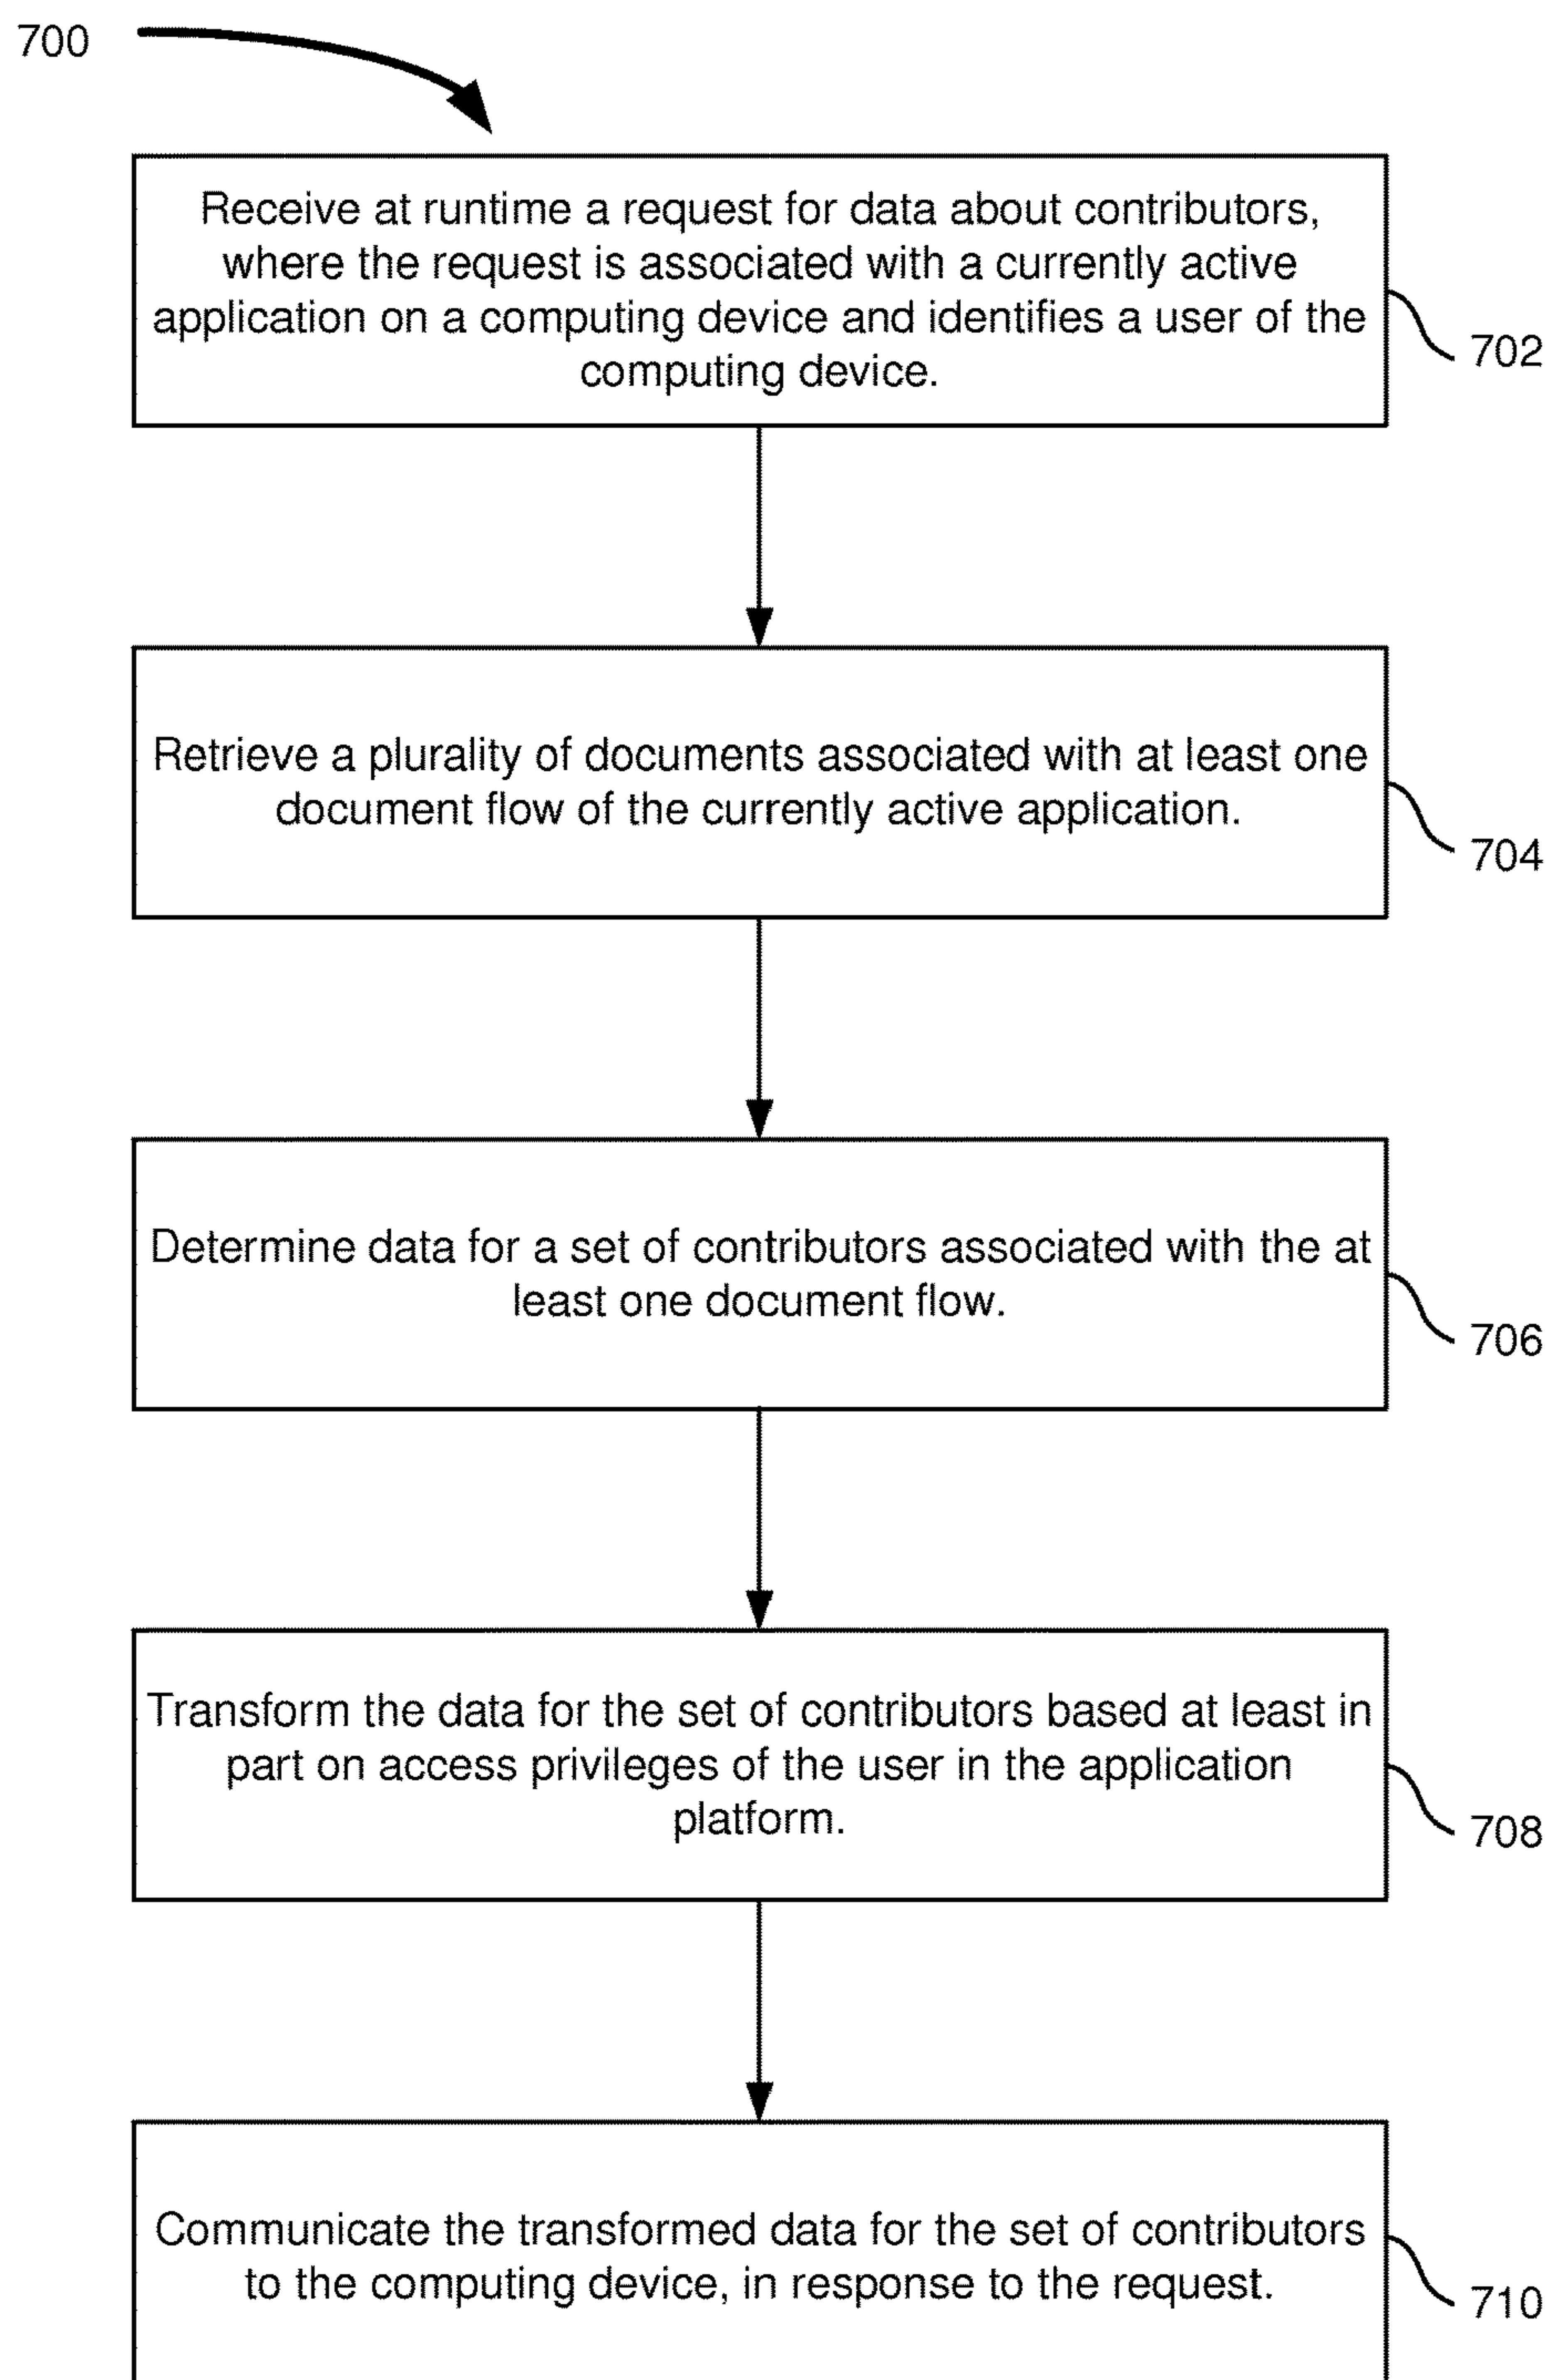 700
Receive at runtime a request for data about contributors,
where the request is associated with a currently active
application on a computing device and identifies a user of the
computing device.
702
Retrieve a plurality of documents associated with at least one
document flow of the currently active application.
704
Determine data for a set of contributors associated with the at
least one document flow.
706
Transform the data for the set of contributors based at least in
part on access privileges of the user in the application
platform.
708
Communicate the transformed data for the set of contributors
to the computing device, in response to the request.
710